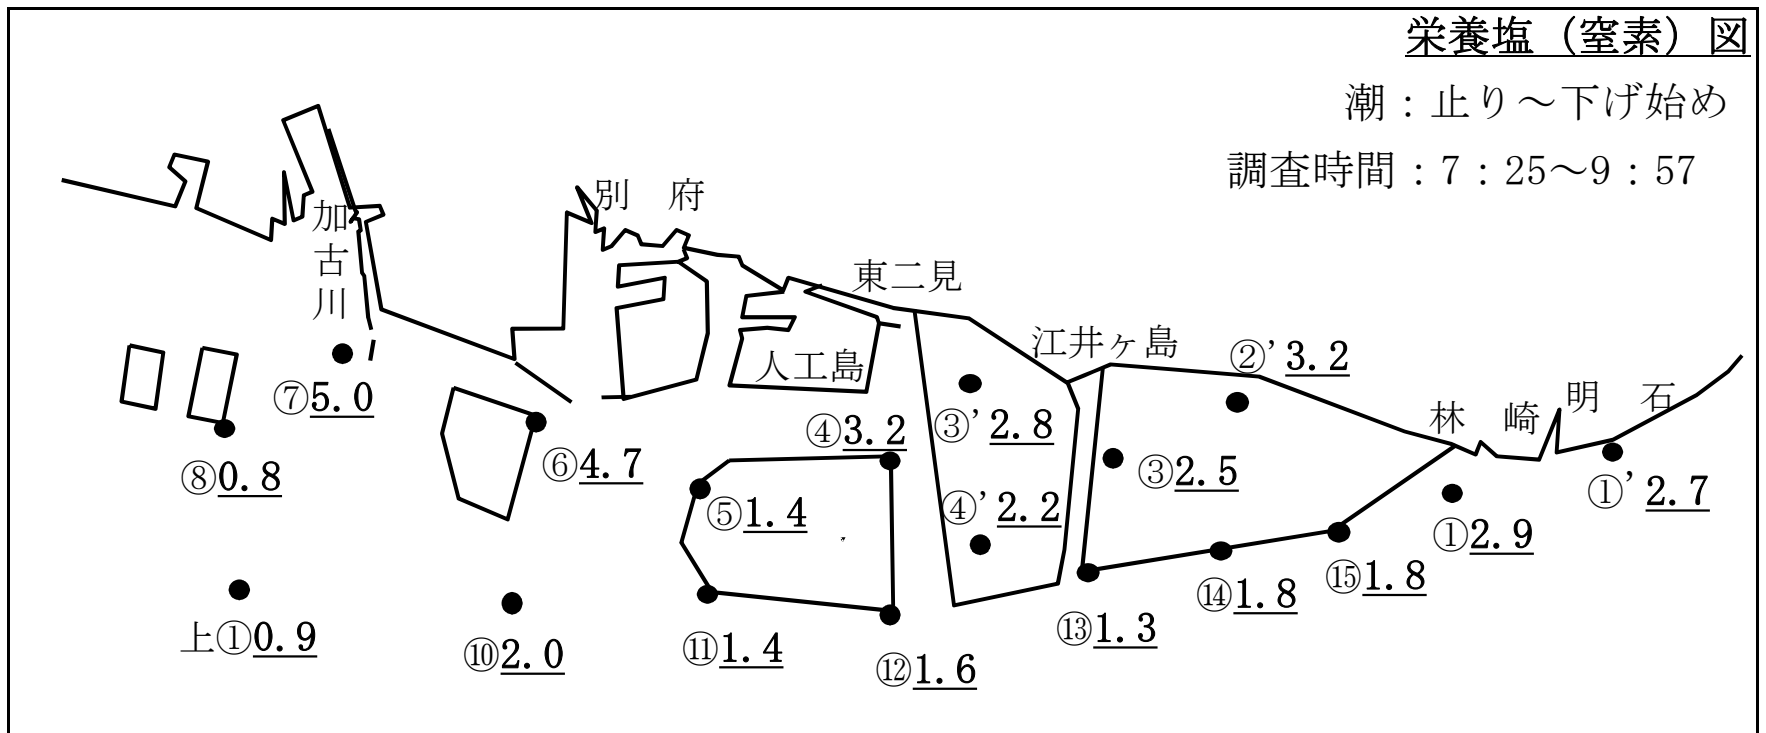 栄養塩（窒素）図
潮：止り～下げ始め
調査時間：7：25～9：57
加古川
別　府
東二見
人工島
江井ヶ島
林　崎
明　石
②’3.2
⑦5.0
④3.2
③’2.8
⑧0.8
⑥4.7
③2.5
①’2.7
⑤1.4
④’2.2
①2.9
⑮1.8
⑭1.8
⑬1.3
上①0.9
⑩2.0
⑪1.4
⑫1.6